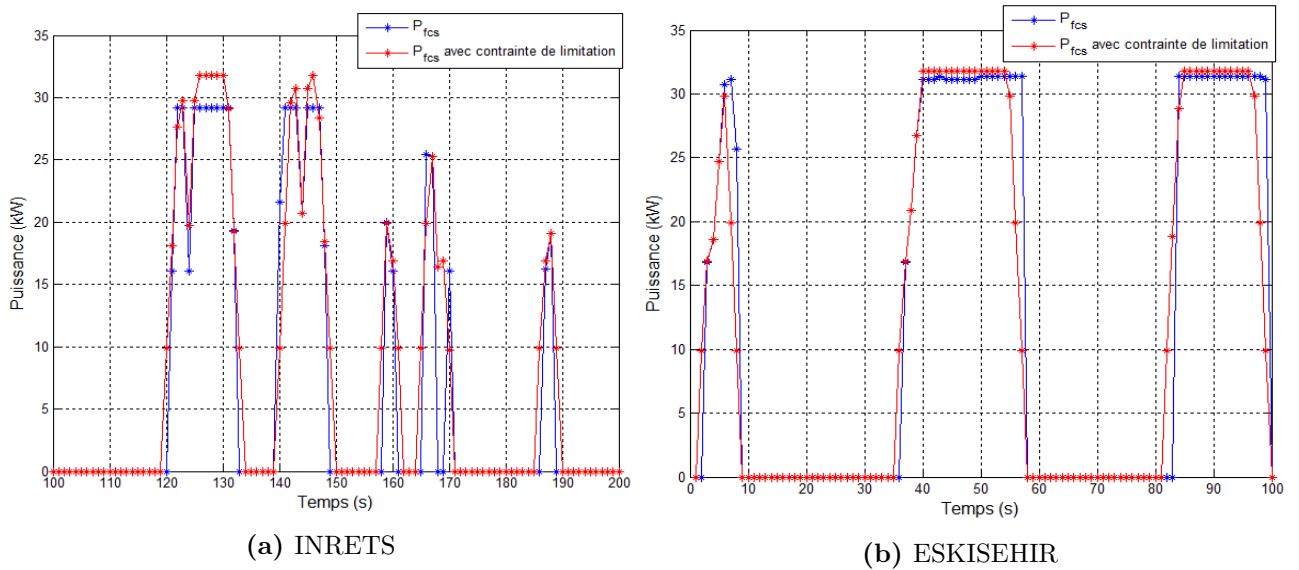 P_fcs
P_fcs avec contrainte de limitation
35
30
25
20
15
10
5
0
Puissance (kW)
100 110 120 130 140 150 160 170 180 190 200
Temps (s)
(a) INRETS
P_fcs
P_fcs avec contrainte de limitation
35
30
25
20
15
10
5
0
Puissance (kW)
0 10 20 30 40 50 60 70 80 90 100
Temps (s)
(b) ESKISEHIR